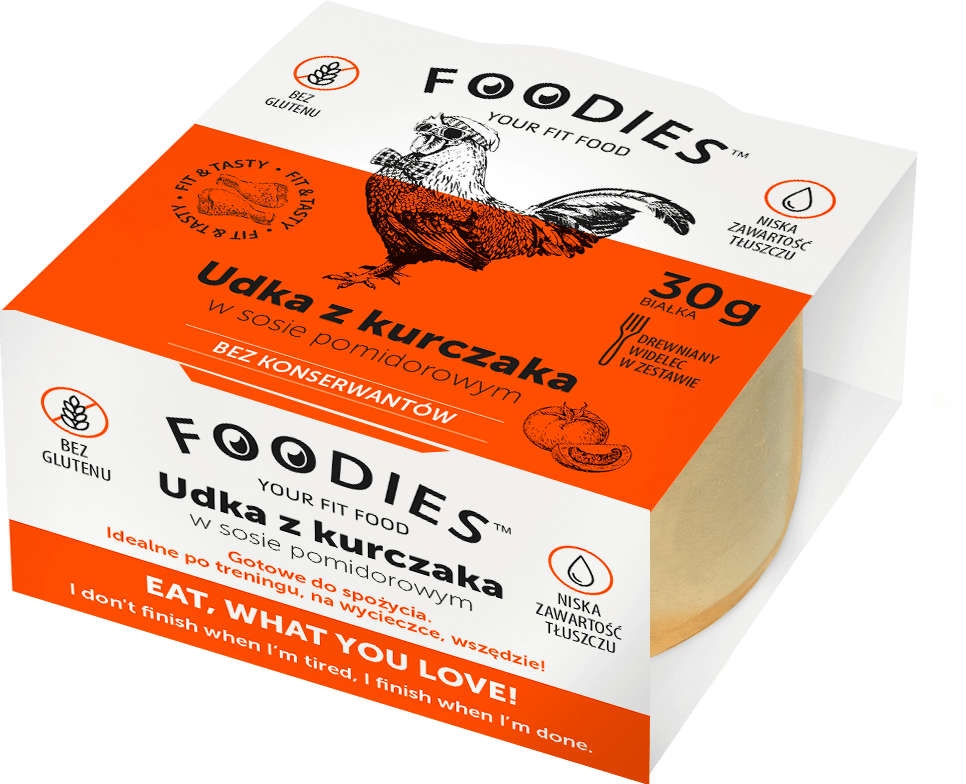 FOODIES™
YOUR FIT FOOD
BEZ
GLUTENU
NISKA
ZAWARTOŚĆ
TŁUSZCZU
FIT & TASTY • FIT & TASTY • FIT & TASTY •
30g
BIAŁKA
DREWNIANY
WIDELEC
W ZESTAWIE
Udka z kurczaka
w sosie pomidorowym
BEZ KONSERWANTÓW
BEZ
GLUTENU
FOODIES™
YOUR FIT FOOD
Udka z kurczaka
w sosie pomidorowym
Gotowe do spożycia.
Idealne po treningu, na wycieczce, wszędzie!
NISKA
ZAWARTOŚĆ
TŁUSZCZU
EAT, WHAT YOU LOVE!
I don't finish when I'm tired, I finish when I'm done.